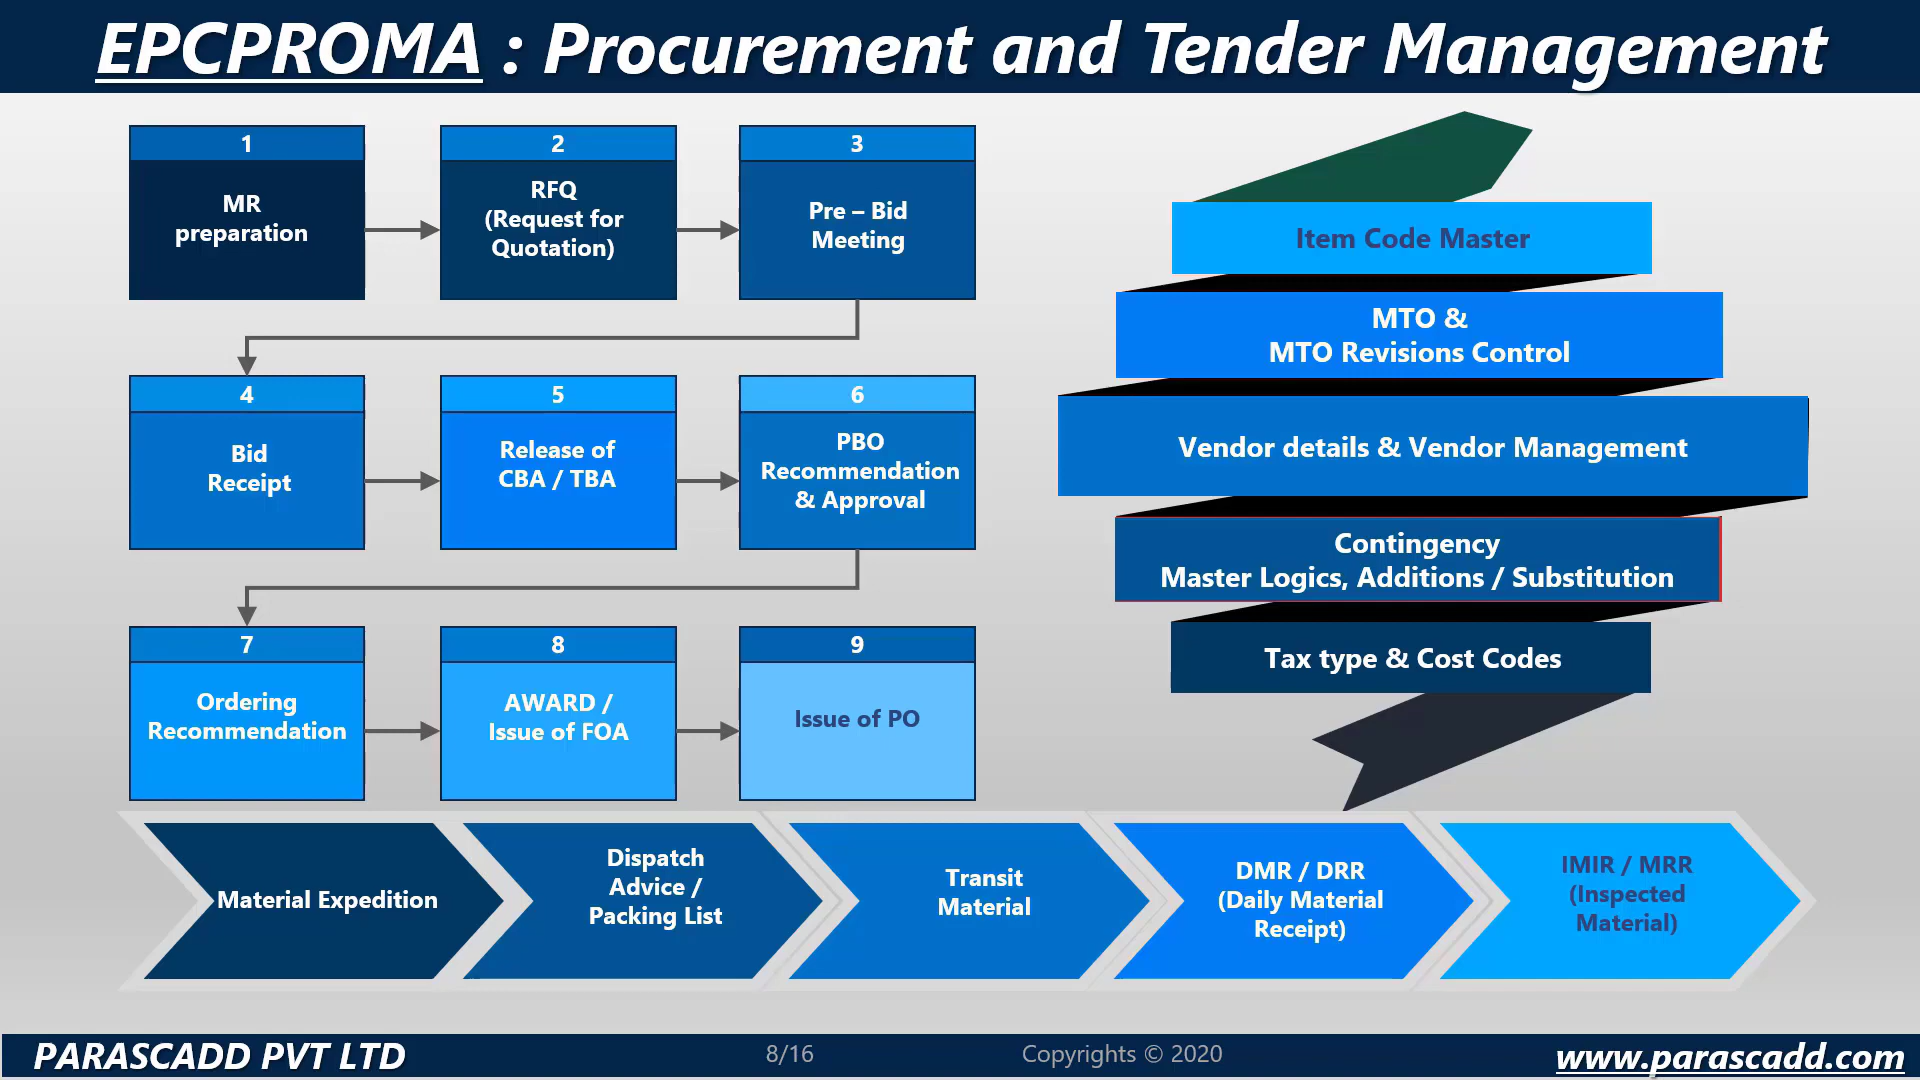 EPCPROMA : Procurement and Tender Management
1
MR
preparation
2
RFQ
(Request for
Quotation)
3
Pre – Bid
Meeting
4
Bid
Receipt
5
Release of
CBA / TBA
6
PBO
Recommendation
& Approval
7
Ordering
Recommendation
8
AWARD /
Issue of FOA
9
Issue of PO
Item Code Master
MTO &
MTO Revisions Control
Vendor details & Vendor Management
Contingency
Master Logics, Additions / Substitution
Tax type & Cost Codes
Material Expedition
Dispatch
Advice /
Packing List
Transit
Material
DMR / DRR
(Daily Material
Receipt)
IMIR / MRR
(Inspected
Material)
PARASCADD PVT LTD
8/16
Copyrights © 2020
www.parascadd.com